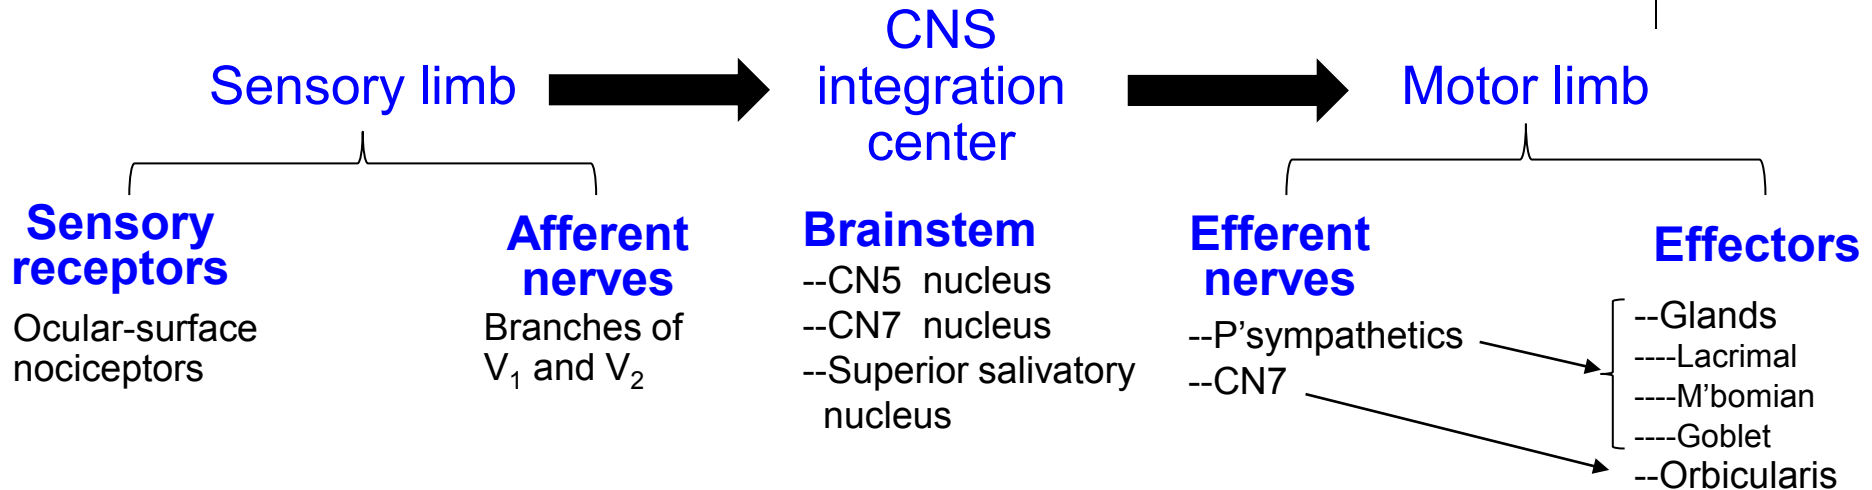 Sensory limb
CNS
integration
center
Motor limb
Sensory
receptors
Ocular-surface
nociceptors
Afferent
nerves
Branches of
V₁ and V₂
Brainstem
--CN5 nucleus
--CN7 nucleus
--Superior salivatory
nucleus
Efferent
nerves
--P'sympathetics
--CN7
Effectors
--Glands
----Lacrimal
----M'bomian
----Goblet
--Orbicularis